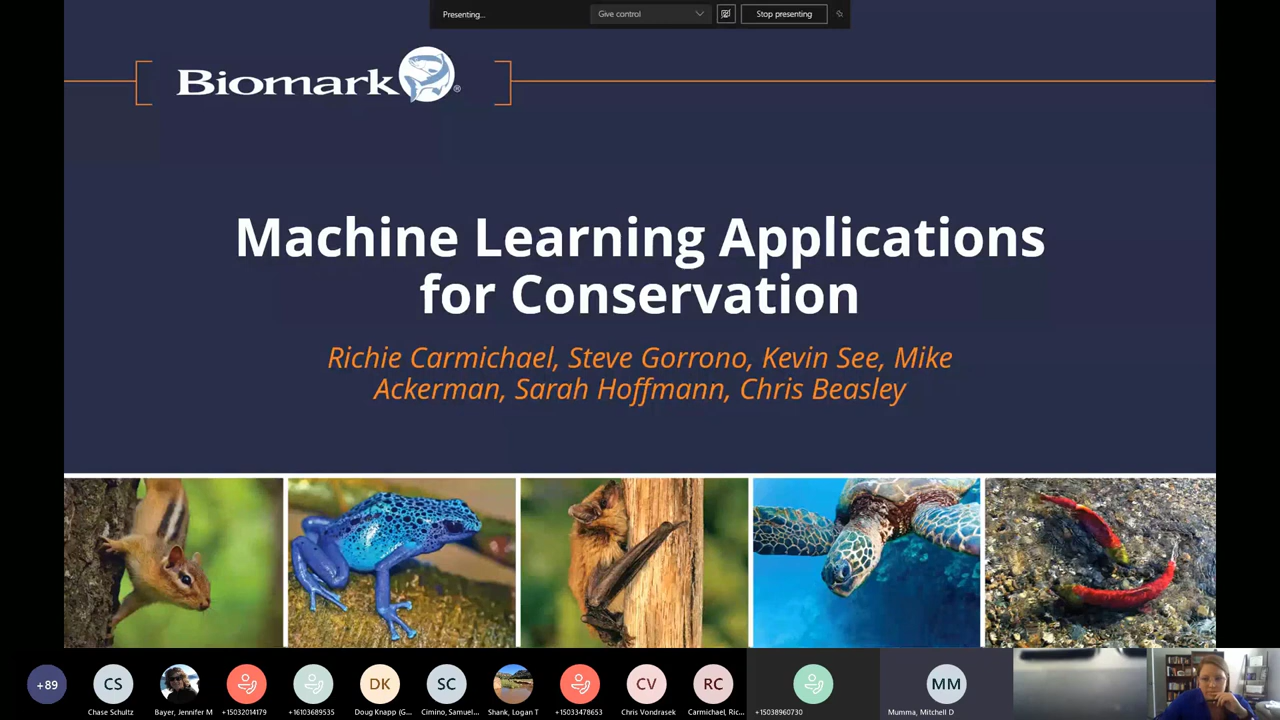 Presenting...
Give control
Stop presenting
Biomark®
Machine Learning Applications
for Conservation
Richie Carmichael, Steve Gorrono, Kevin See, Mike
Ackerman, Sarah Hoffmann, Chris Beasley
+89
CS
DK
SC
CV
RC
MM
Chase Schultz
Bayer, Jennifer M
+15032014179
+16103689535
Doug Knapp (G...
Cimino, Samuel...
Shank, Logan T
+15033478653
Chris Vondrasek
Carmichael, Ric...
+15038960730
Mumma, Mitchell D